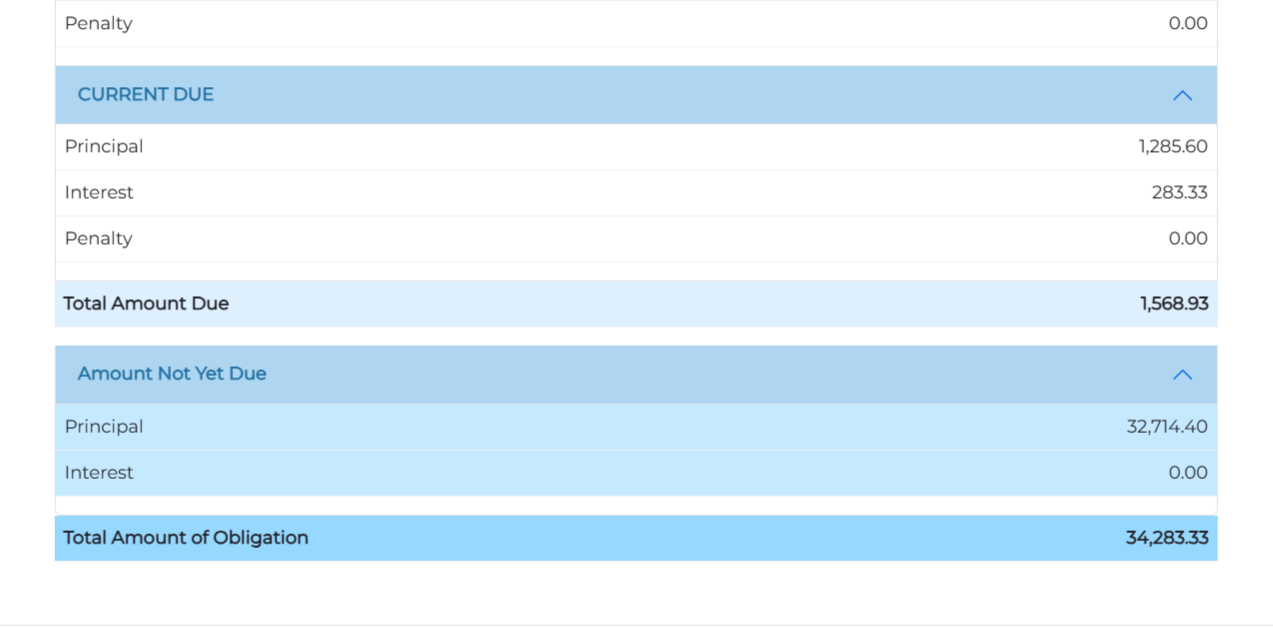 Penalty 0.00
CURRENT DUE
Principal 1,285.60
Interest 283.33
Penalty 0.00
Total Amount Due 1,568.93
Amount Not Yet Due
Principal 32,714.40
Interest 0.00
Total Amount of Obligation 34,283.33